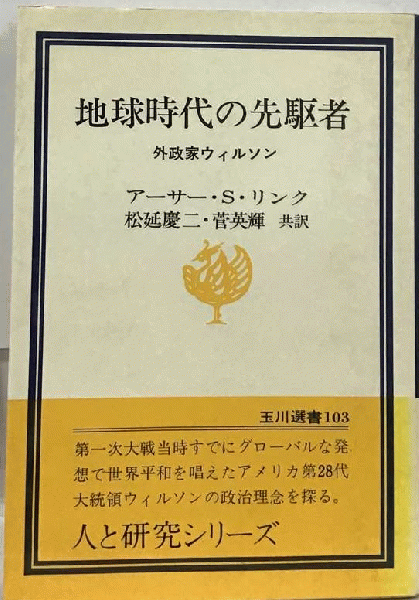 地球時代の先駆者
外政家ウィルソン
アーサー・S・リンク
松延慶二・菅英輝 共訳
玉川選書103
第一次大戦当時すでにグローバルな発
想で世界平和を唱えたアメリカ第28代
大統領ウィルソンの政治理念を探る。
人と研究シリーズ